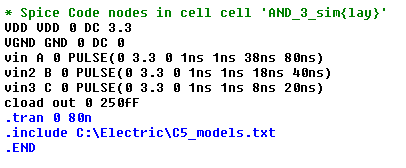 * Spice Code nodes in cell cell 'AND_3_sim{lay}'
VDD VDD 0 DC 3.3
VGND GND 0 DC 0
vin A 0 PULSE(0 3.3 0 1ns 1ns 38ns 80ns)
vin2 B 0 PULSE(0 3.3 0 1ns 1ns 18ns 40ns)
vin3 C 0 PULSE(0 3.3 0 1ns 1ns 8ns 20ns)
cload out 0 250fF
.tran 0 80n
.include C:\Electric\C5_models.txt
.END